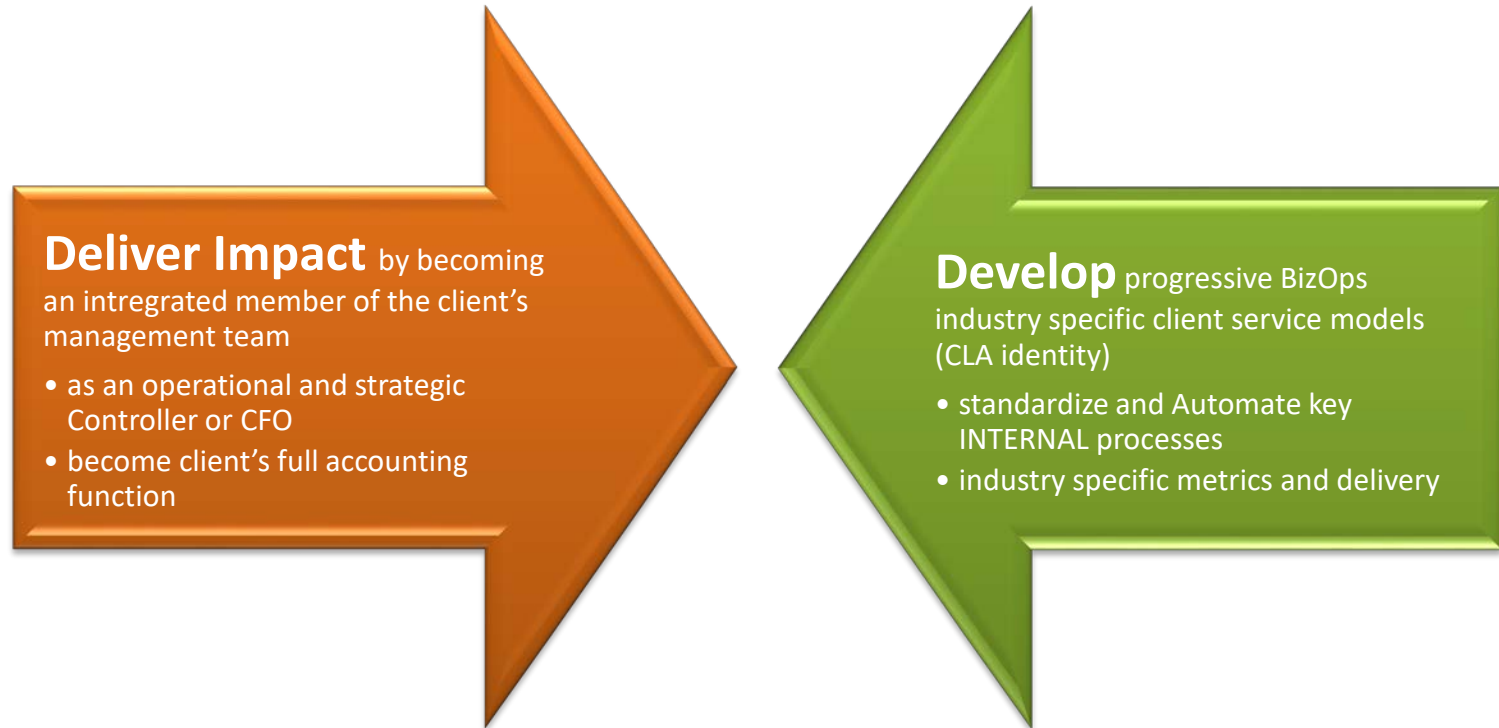 Deliver Impact by becoming
an intregrated member of the client’s
management team
• as an operational and strategic
Controller or CFO
• become client’s full accounting
function
Develop progressive BizOps
industry specific client service models
(CLA identity)
• standardize and Automate key
INTERNAL processes
• industry specific metrics and delivery